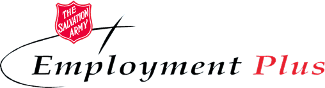 THE
SALVATION
ARMY
Employment Plus